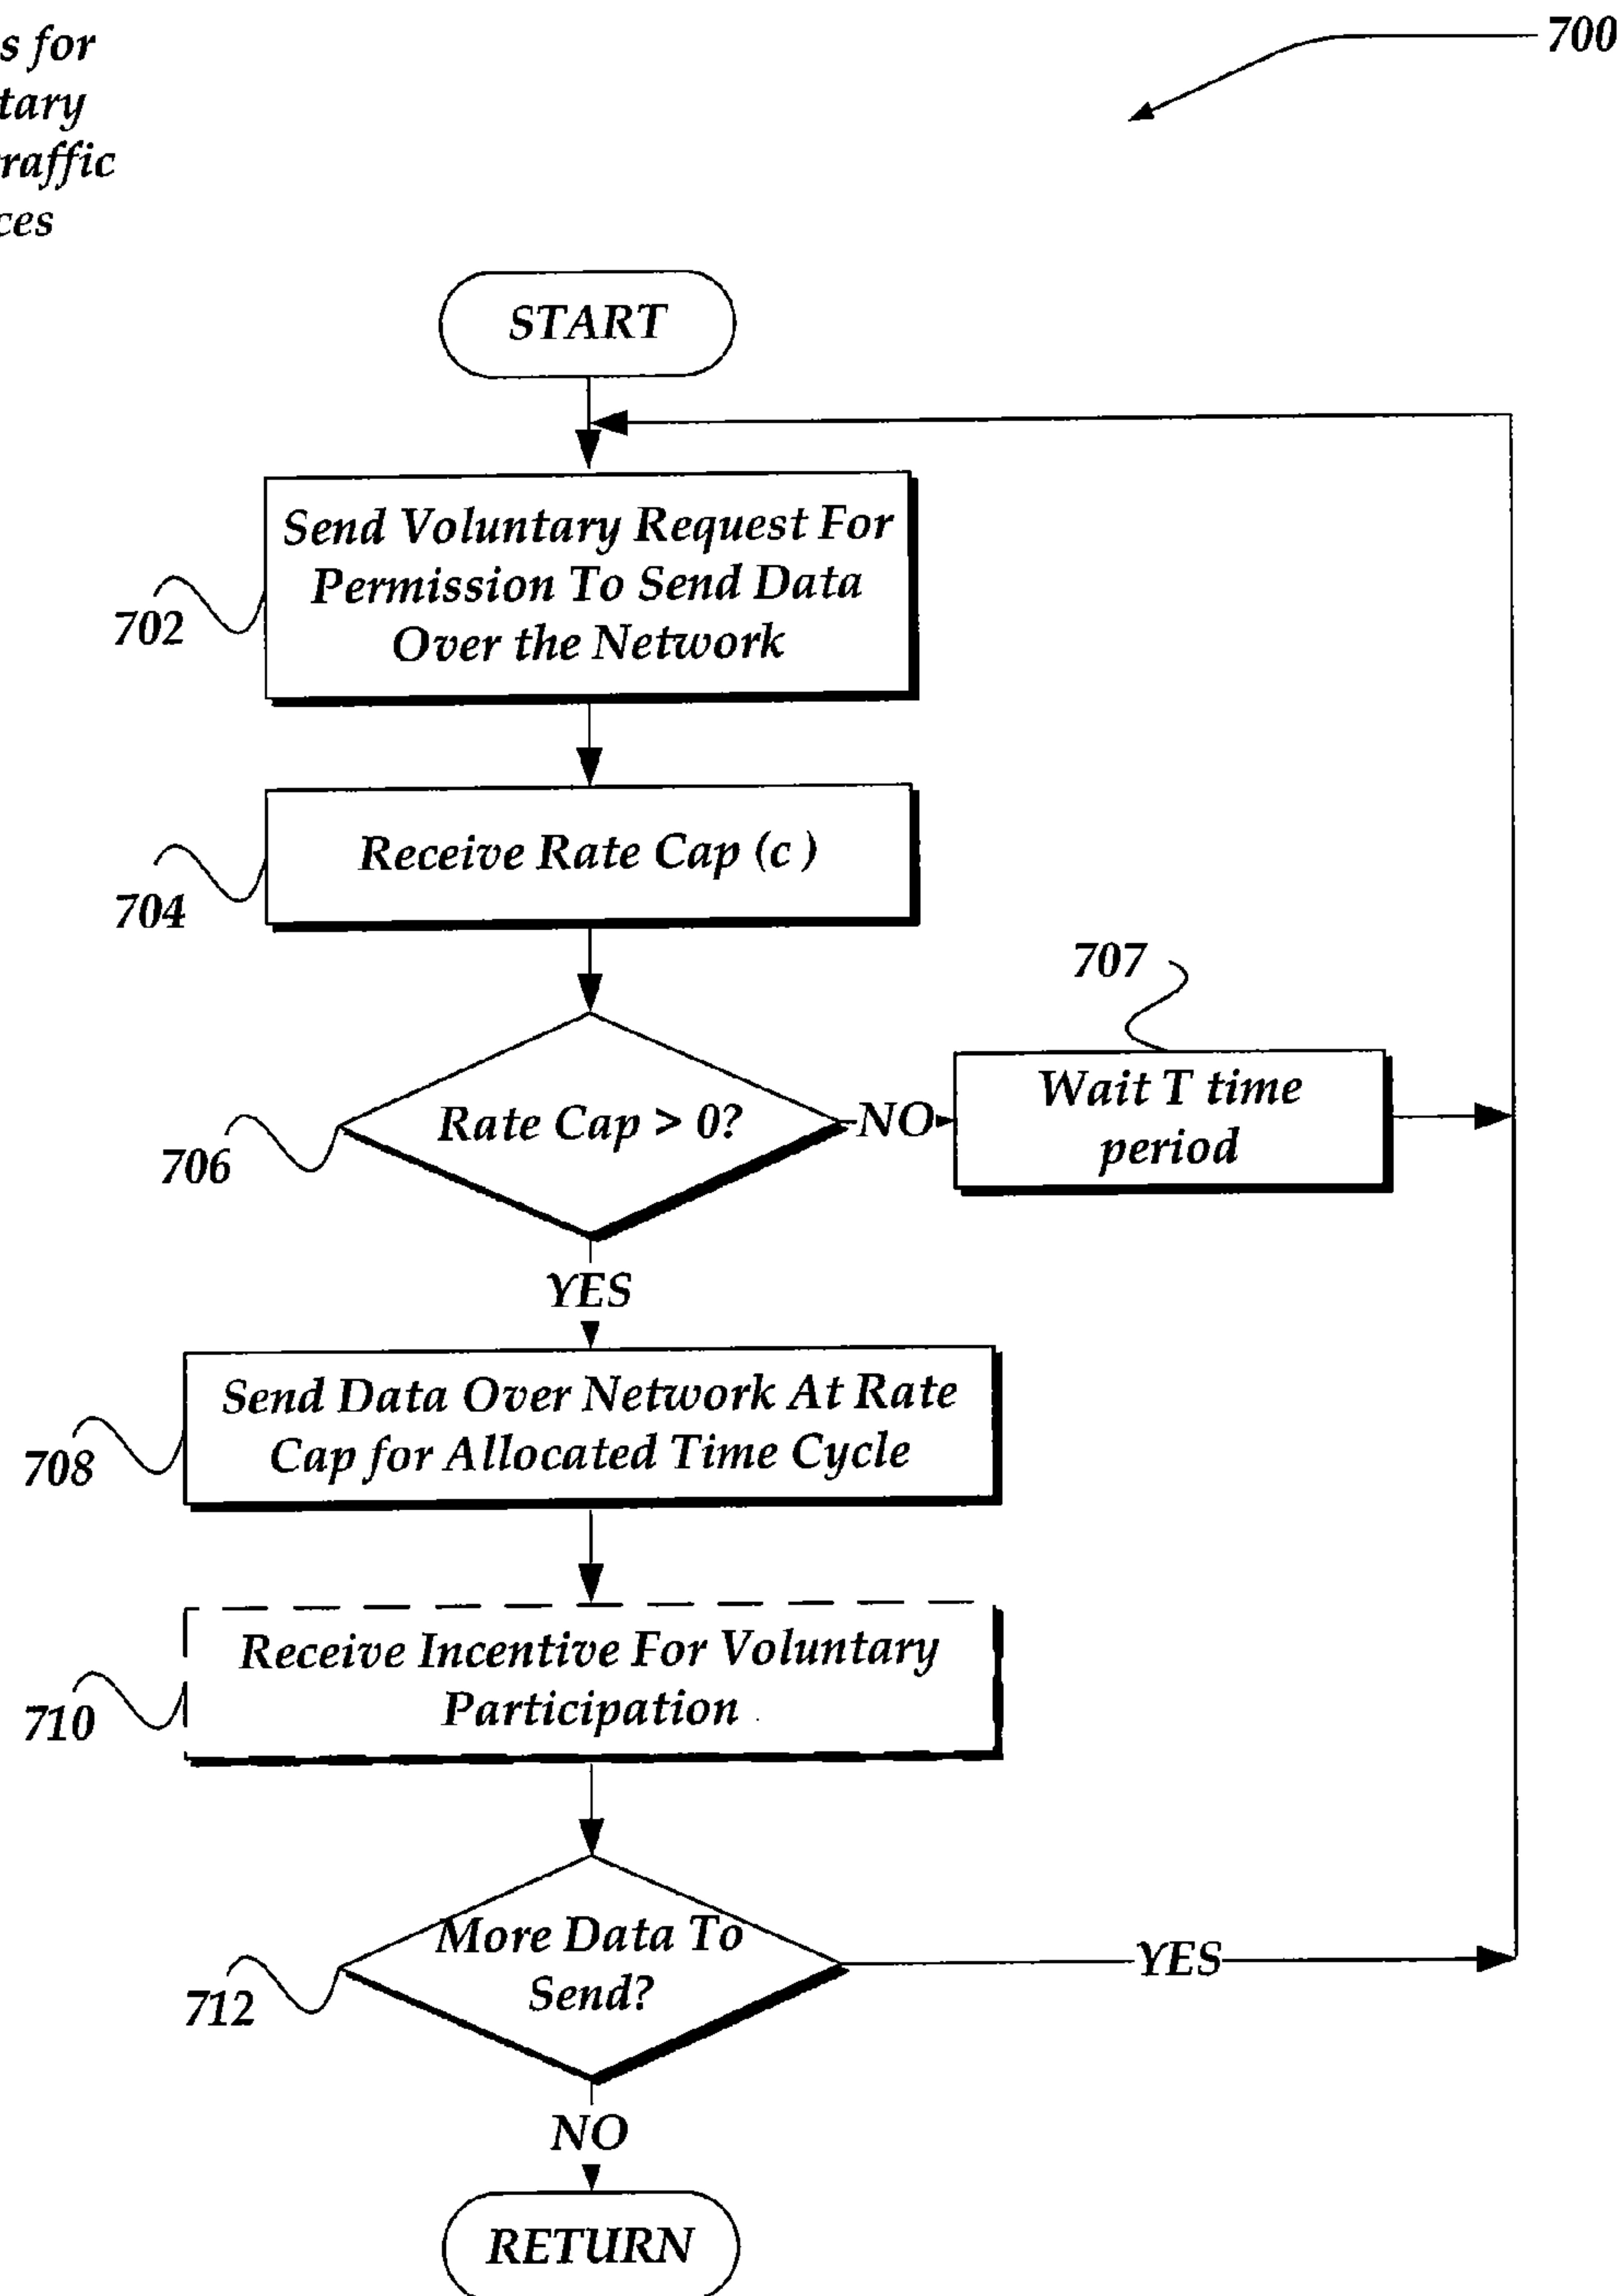 s for
tary
raffic
ces
700
START
Send Voluntary Request For
Permission To Send Data
Over the Network
702
Receive Rate Cap (c)
704
707
Rate Cap > 0?
NO
Wait T time
period
706
YES
Send Data Over Network At Rate
Cap for Allocated Time Cycle
708
Receive Incentive For Voluntary
Participation
710
More Data To
Send?
YES
712
NO
RETURN